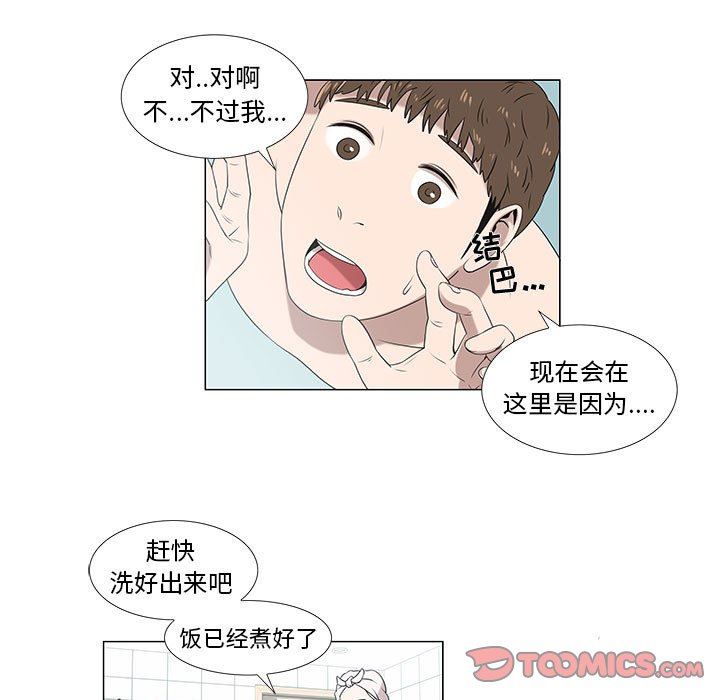 对..对啊
不...不过我...
结
巴...
现在会在
这里是因为....
赶快
洗好出来吧
饭已经煮好了
TOOMICS.COM